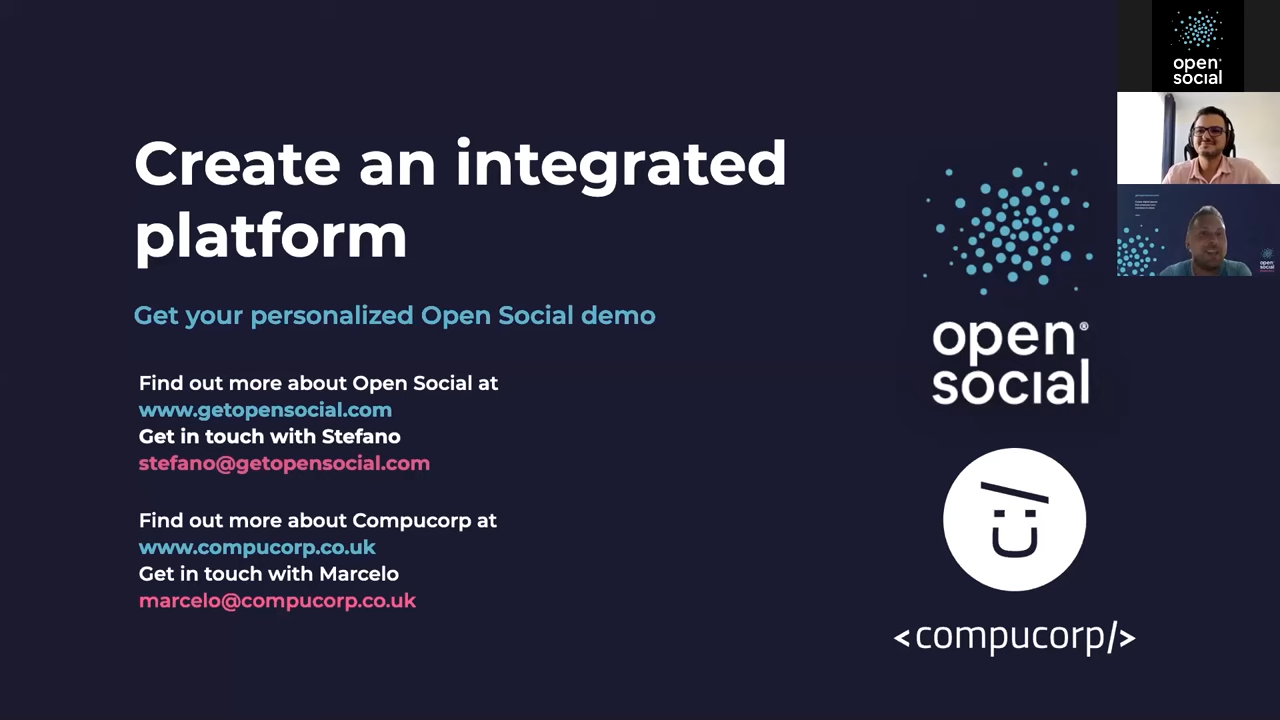 Create an integrated
platform
Get your personalized Open Social demo
Find out more about Open Social at
www.getopensocial.com
Get in touch with Stefano
stefano@getopensocial.com
Find out more about Compucorp at
www.compucorp.co.uk
Get in touch with Marcelo
marcelo@compucorp.co.uk
open®
social
<compucorp/>
open
social
open
social